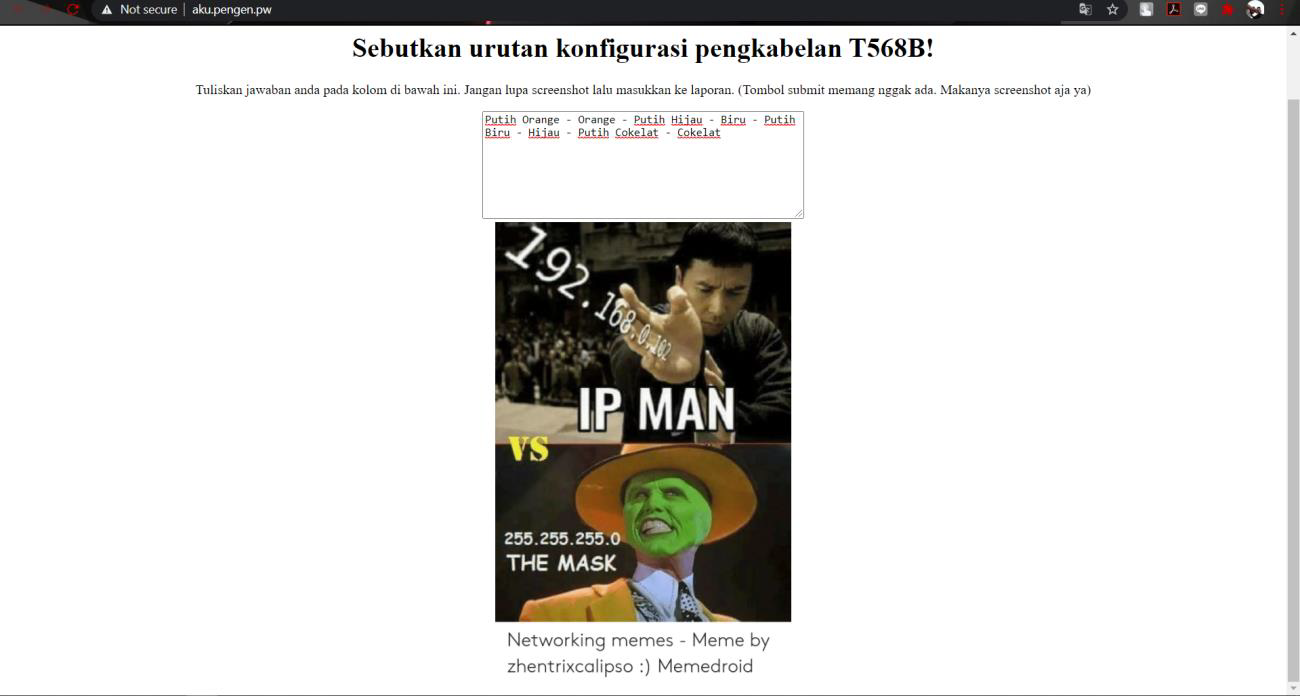 Not secure | aku.pengen.pw
Sebutkan urutan konfigurasi pengkabelan T568B!
Tuliskan jawaban anda pada kolom di bawah ini. Jangan lupa screenshot lalu masukkan ke laporan. (Tombol submit memang nggak ada. Makanya screenshot aja ya)
Putih Orange - Orange - Putih Hijau - Biru - Putih
Biru - Hijau - Putih Cokelat - Cokelat
192.168.0.102
IP MAN
VS
255.255.255.0
THE MASK
Networking memes - Meme by
zhentrixcalipso :) Memedroid